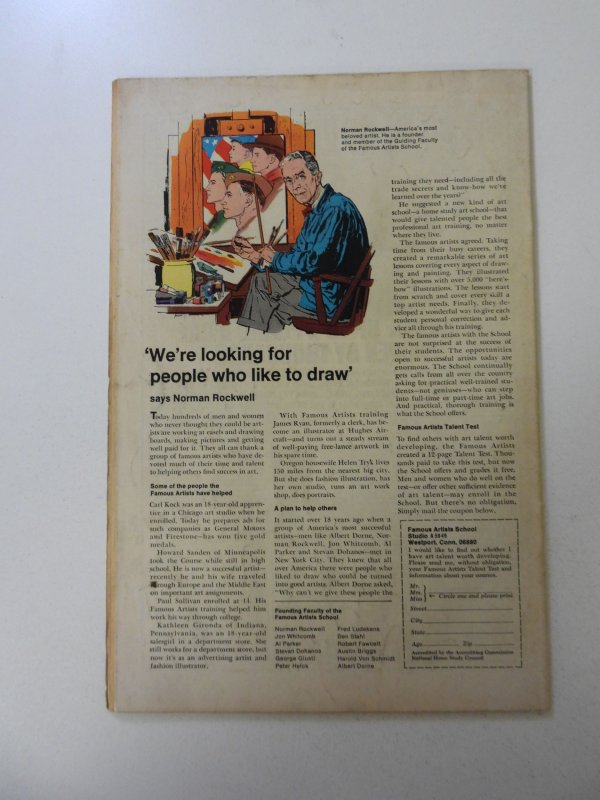 Norman Rockwell—America's most
beloved artist. He is a founder
and member of the Guiding Faculty
of the Famous Artists School.
'We're looking for
people who like to draw'
says Norman Rockwell
Today hundreds of men and women
who never thought they could be art-
ists are working at easels and drawing
boards, making pictures and getting
well paid for it. They all can thank a
group of famous artists who have de-
voted much of their time and talent
to helping others find success in art.
Some of the people the
Famous Artists have helped
Carl Kock was an 18-year-old appren-
tice in a Chicago art studio when he
enrolled. Today he prepares ads for
such companies as General Motors
and Firestone—has won five gold
medals.
Howard Sanden of Minneapolis
took the Course while still in high
school. He is now a successful artist—
recently he and his wife traveled
through Europe and the Middle East
on important art assignments.
Paul Sullivan enrolled at 14. His
Famous Artists training helped him
work his way through college.
Kathleen Gironda of Indiana,
Pennsylvania, was an 18-year-old
salesgirl in a department store. She
still works for a department store, but
now it's as an advertising artist and
fashion illustrator.
With Famous Artists training
James Ryan, formerly a clerk, has be-
come an illustrator at Hughes Air-
craft—and turns out a steady stream
of well-paying free-lance artwork in
his spare time.
Oregon housewife Helen Tryk lives
150 miles from the nearest big city.
But she does fashion illustration, has
her own studio, runs an art work
shop, does portraits.
A plan to help others
It started over 18 years ago when a
group of America's most successful
artists—men like Albert Dorne, Nor-
man Rockwell, Jon Whitcomb, Al
Parker and Stevan Dohanos—met in
New York City. They knew that all
over America there were people who
liked to draw who could be turned
into good artists. Albert Dorne asked,
"Why can't we give these people the
Founding Faculty of the
Famous Artists School
Norman Rockwell
Jon Whitcomb
Al Parker
Stevan Dohanos
George Giusti
Peter Helck
Fred Ludekens
Ben Stahl
Robert Fawcett
Austin Briggs
Harold Von Schmidt
Albert Dorne
training they need—including all the
trade secrets and know-how we've
learned over the years?"
He suggested a new kind of art
school—a home study art school—that
would give talented people the best
professional art training, no matter
where they live.
The famous artists agreed. Taking
time from their busy careers, they
created a remarkable series of art
lessons covering every aspect of draw-
ing and painting. They illustrated
their lessons with over 5,000 "here's-
how" illustrations. The lessons start
from scratch and cover every skill a
top artist needs. Finally, they de-
veloped a wonderful way to give each
student personal correction and ad-
vice all through his training.
The famous artists with the School
are not surprised at the success of
their students. The opportunities
open to successful artists today are
enormous. The School continually
gets calls from all over the country
asking for practical well-trained stu-
dents—not geniuses—who can step
into full-time or part-time art jobs.
And practical, thorough training is
what the School offers.
Famous Artists Talent Test
To find others with art talent worth
developing, the Famous Artists
created a 12-page Talent Test. Thou-
sands paid to take this test, but now
the School offers and grades it free.
Men and women who do well on the
test—or offer other sufficient evidence
of art talent—may enroll in the
School. But there's no obligation.
Simply mail the coupon below.
Famous Artists School
Studio
Westport, Conn. 06880
I would like to find out whether I
have art talent worth developing.
Please send me, without obligation,
your Famous Artists Talent Test and
information about your courses.
Mr.
Mrs.
Miss
← Circle one and please print
Street
City
State
Age Zip
Accredited by the Accrediting Commission
National Home Study Council